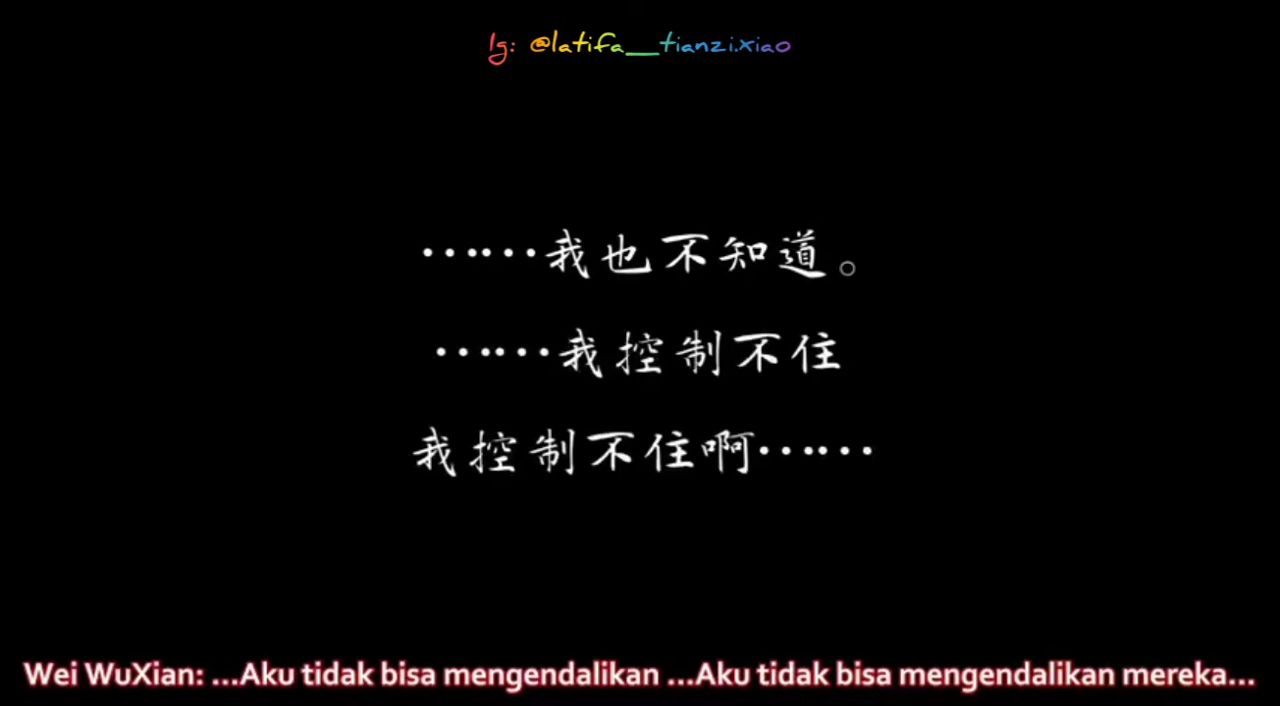 Ig: @latifa__tianzi.xiao
……我也不知道。
……我控制不住
我控制不住啊……
Wei WuXian: ...Aku tidak bisa mengendalikan ...Aku tidak bisa mengendalikan mereka...